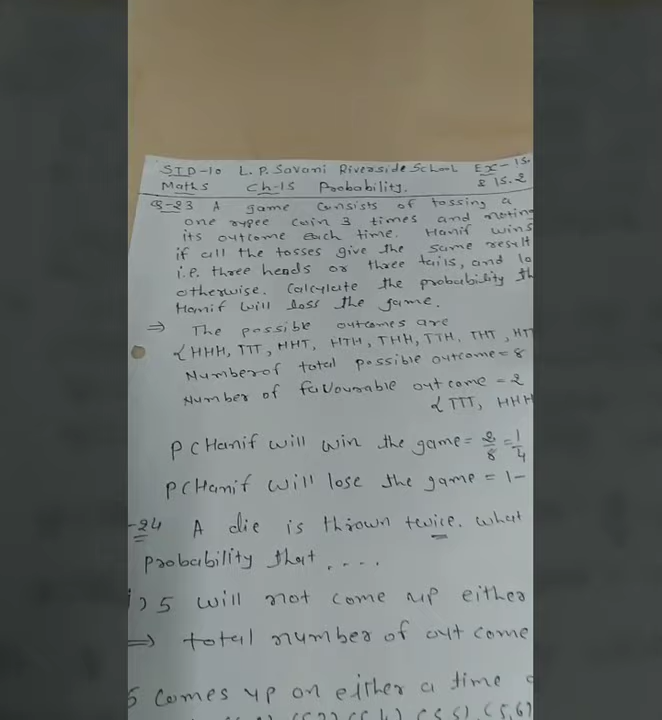 STD-10 L. P. Savani Riverside School Ex-15.
Maths Ch-15 Probability. & 15.2
Q-23 A game consists of tossing a
one rupee coin 3 times and noting
its outcome each time. Hanif wins
if all the tosses give the same result
i.e. three heads or three tails, and lo
otherwise. Calculate the probability th
Hanif will loss the game.
⇒ The possible outcomes are
{HHH, TTT, HHT, HTH, THH, TTH, THT, HT
Number of total possible outcome = 8
Number of favourable outcome = 2
{TTT, HHH
P(Hanif will win the game = 2/8 = 1/4
P(Hanif will lose the game = 1-
-24 A die is thrown twice. what
probability that ....
i) 5 will not come up either
⇒ total number of out come
5 comes up on either a time
(5,5) (5,6)